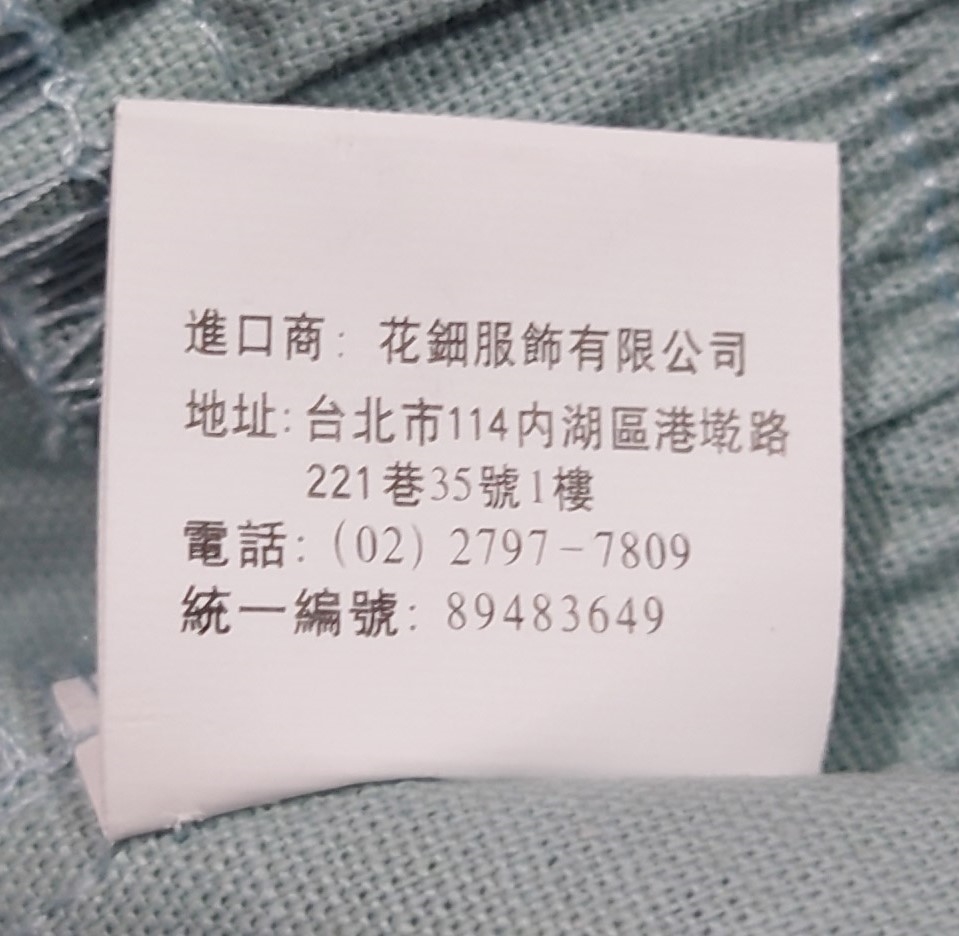 進口商: 花鈿服飾有限公司
地址: 台北市114內湖區港墘路
221巷35號1樓
電話: (02) 2797-7809
統一編號: 89483649